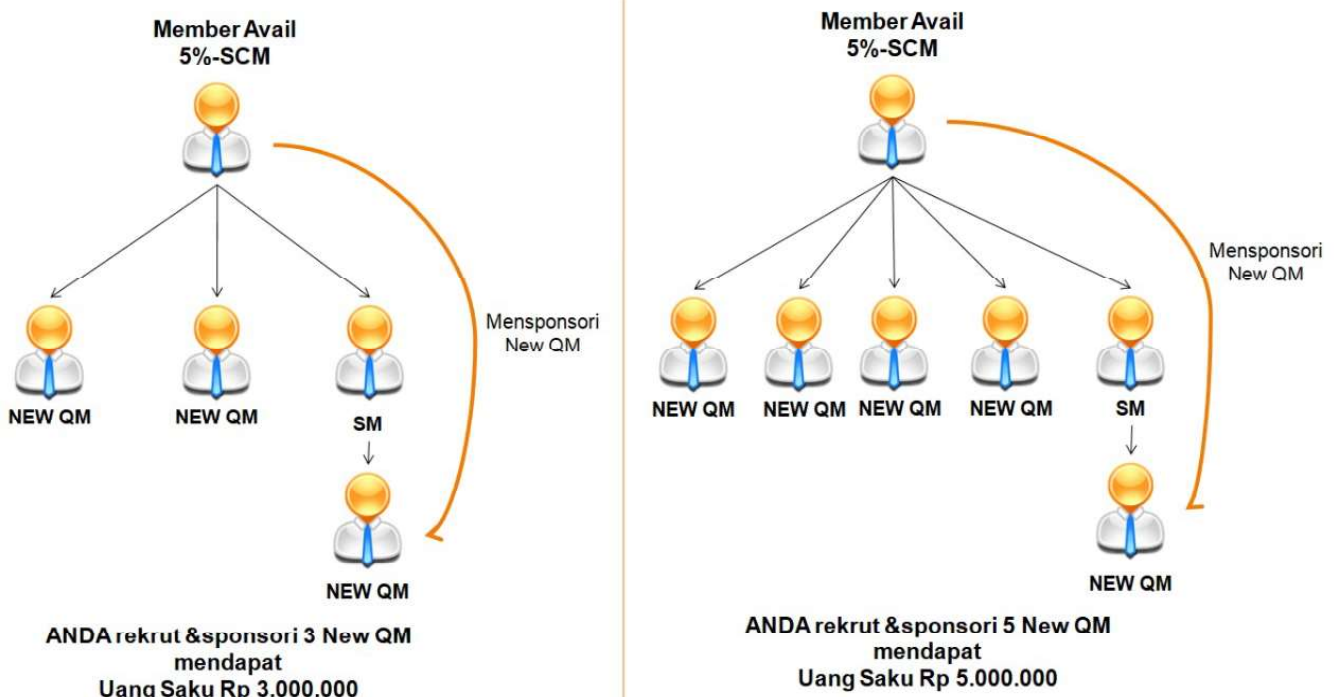 Member Avail
5%-SCM
Mensponsori
New QM
NEW QM
NEW QM
SM
NEW QM
ANDA rekrut &sponsori 3 New QM
mendapat
Uang Saku Rp 3.000.000
Member Avail
5%-SCM
Mensponsori
New QM
NEW QM
NEW QM
NEW QM
NEW QM
SM
NEW QM
ANDA rekrut &sponsori 5 New QM
mendapat
Uang Saku Rp 5.000.000